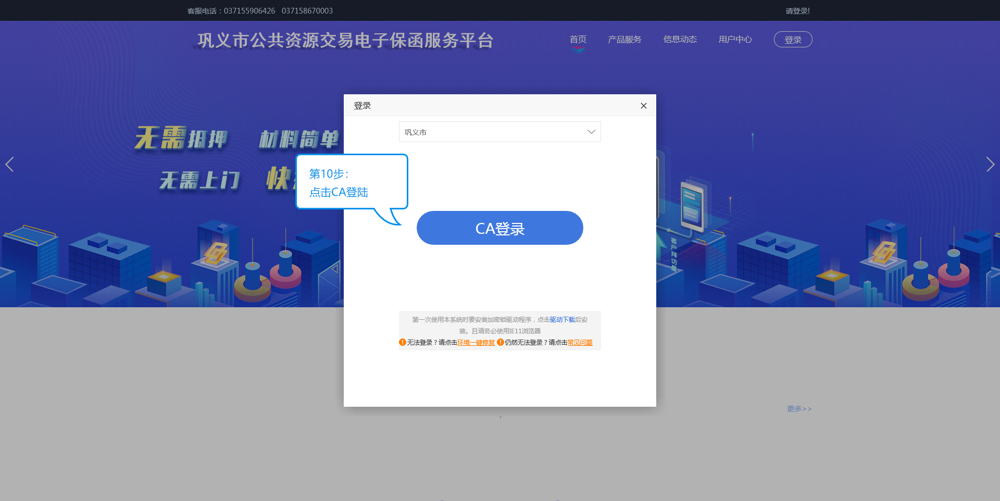 客服电话：037155906426 037158670003
请登录!
巩义市公共资源交易电子保函服务平台
首页 产品服务 信息动态 用户中心 登录
登录
巩义市
无需抵押 材料简单
无需上门 快
第10步：
点击CA登陆
CA登录
客户拜访量
第一次使用本系统时要安装加密锁驱动程序，点击驱动下载后安
装。且请务必使用IE11浏览器
无法登录？请点击环境一键修复 仍然无法登录？请点击常见问题
更多>>